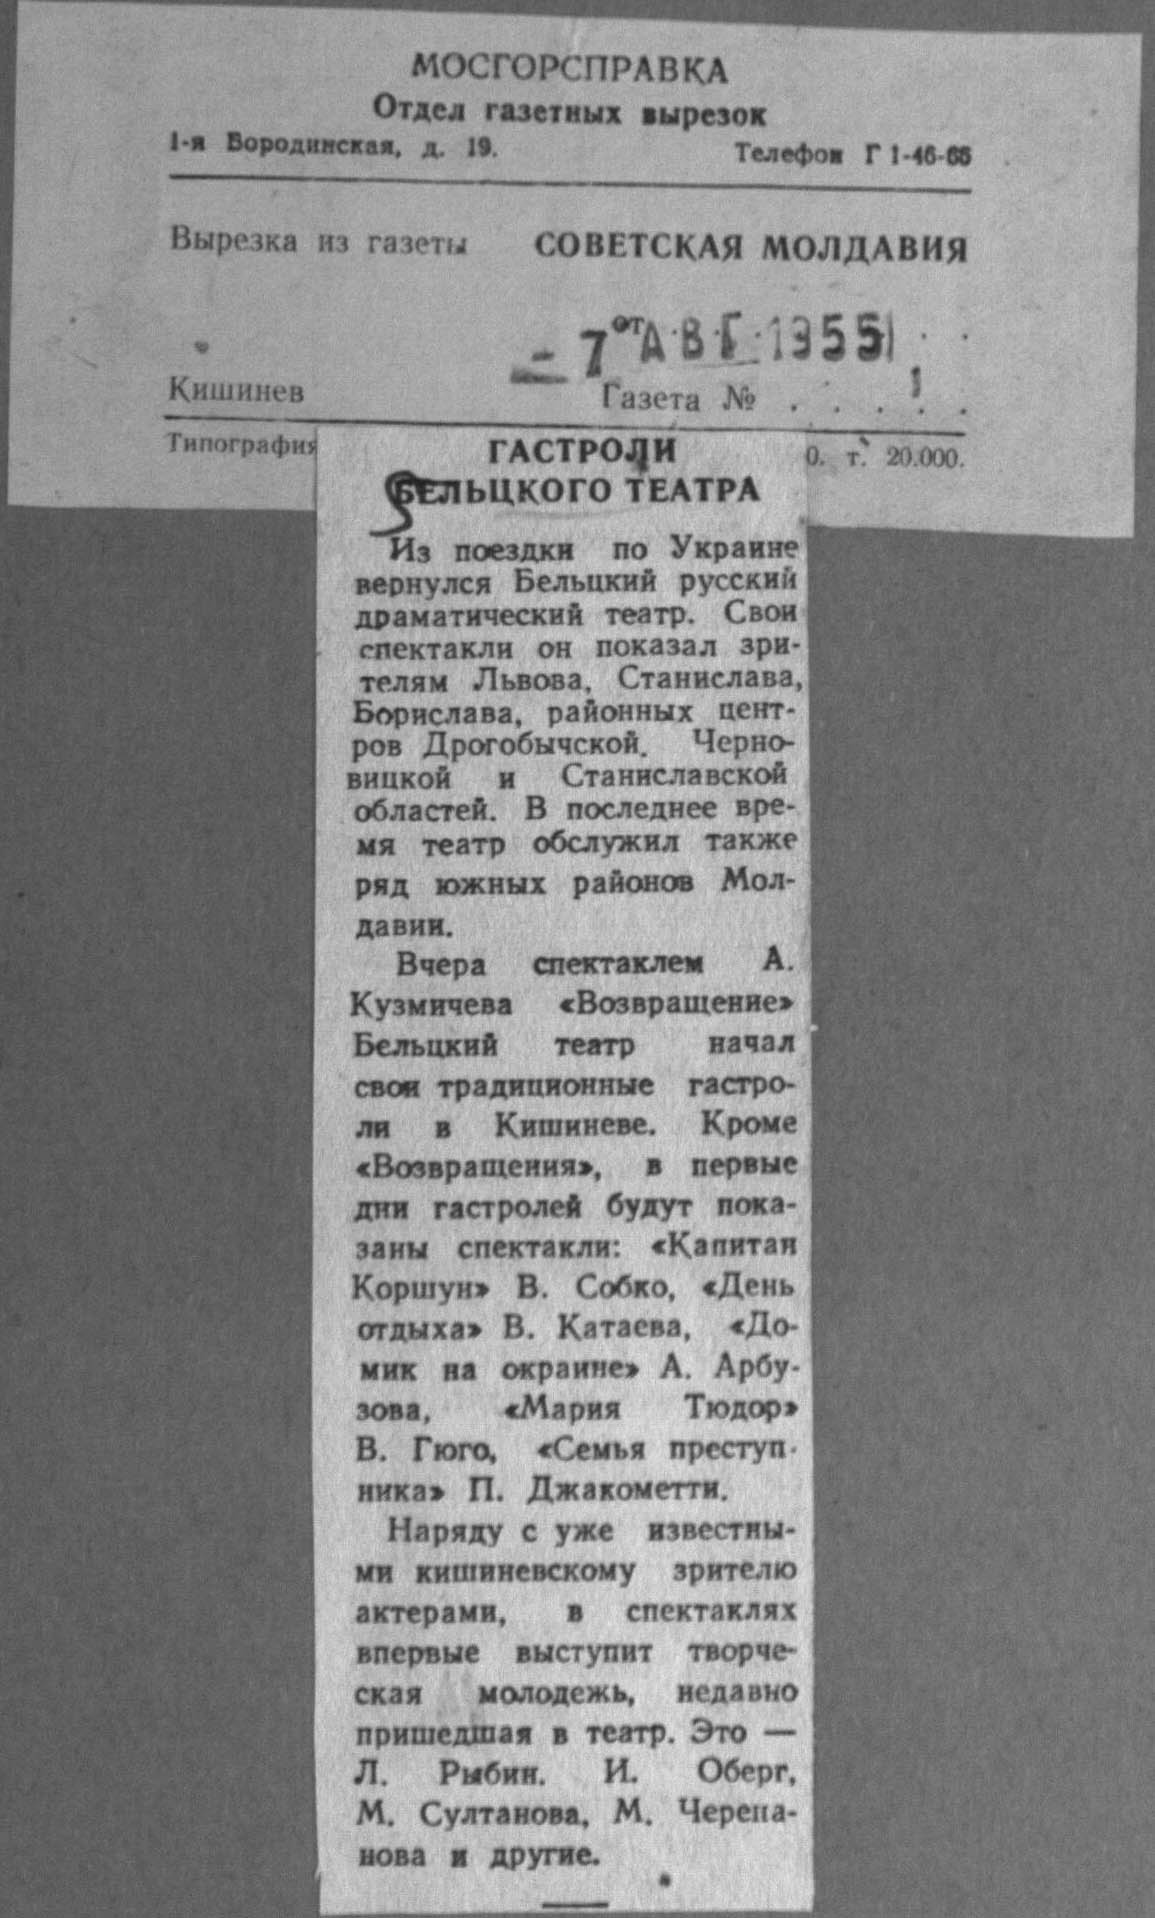 МОСГОРСПРАВКА
Отдел газетных вырезок
1-я Бородинская, д. 19. Телефон Г 1-46-66
Вырезка из газеты СОВЕТСКАЯ МОЛДАВИЯ
от
-7 АВГ 1955
Кишинев Газета № . . . . .
Типография 0. т. 20.000.
ГАСТРОЛИ
БЕЛЬЦКОГО ТЕАТРА
Из поездки по Украине
вернулся Бельцкий русский
драматический театр. Свои
спектакли он показал зри-
телям Львова, Станислава,
Борислава, районных цент-
ров Дрогобычской. Черно-
вицкой и Станиславской
областей. В последнее вре-
мя театр обслужил также
ряд южных районов Мол-
давии.
Вчера спектаклем А.
Кузмичева «Возвращение»
Бельцкий театр начал
свои традиционные гастро-
ли в Кишиневе. Кроме
«Возвращения», в первые
дни гастролей будут пока-
заны спектакли: «Капитан
Коршун» В. Собко, «День
отдыха» В. Катаева, «До-
мик на окраине» А. Арбу-
зова, «Мария Тюдор»
В. Гюго, «Семья преступ-
ника» П. Джакометти.
Наряду с уже известны-
ми кишиневскому зрителю
актерами, в спектаклях
впервые выступит творче-
ская молодежь, недавно
пришедшая в театр. Это —
Л. Рыбин. И. Оберг,
М. Султанова, М. Черепа-
нова и другие.